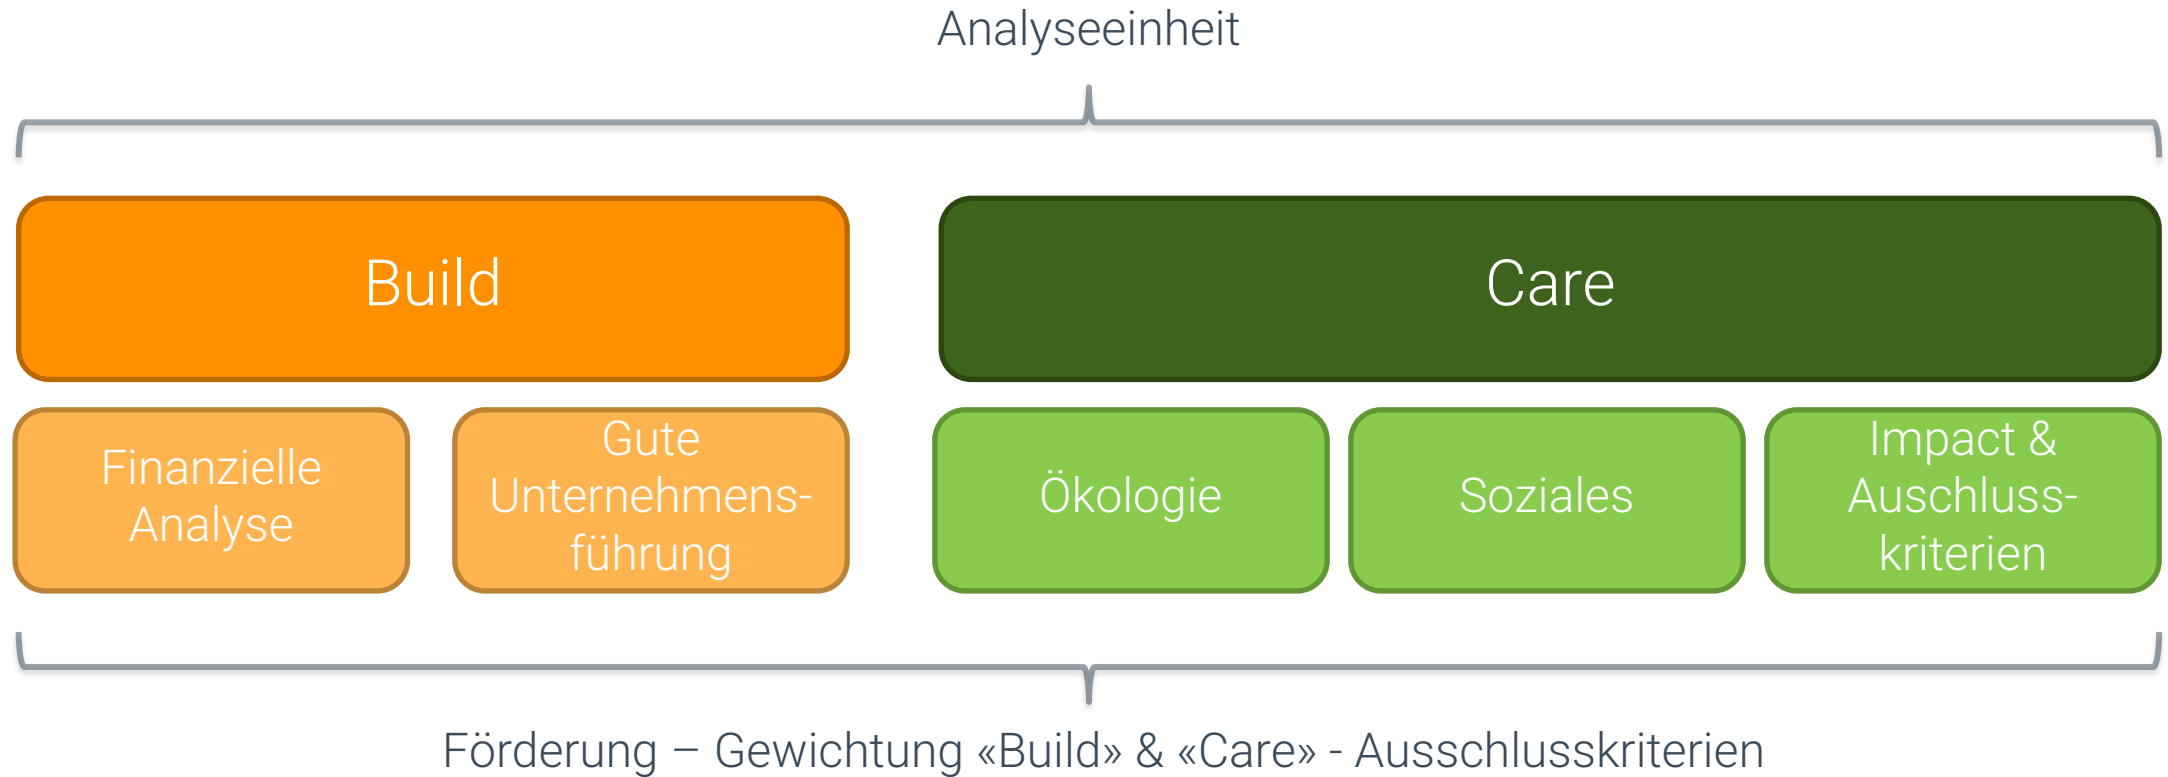 Analyseeinheit
Build
Care
Finanzielle
Analyse
Gute
Unternehmens-
führung
Ökologie
Soziales
Impact &
Auschluss-
kriterien
Förderung – Gewichtung «Build» & «Care» - Ausschlusskriterien